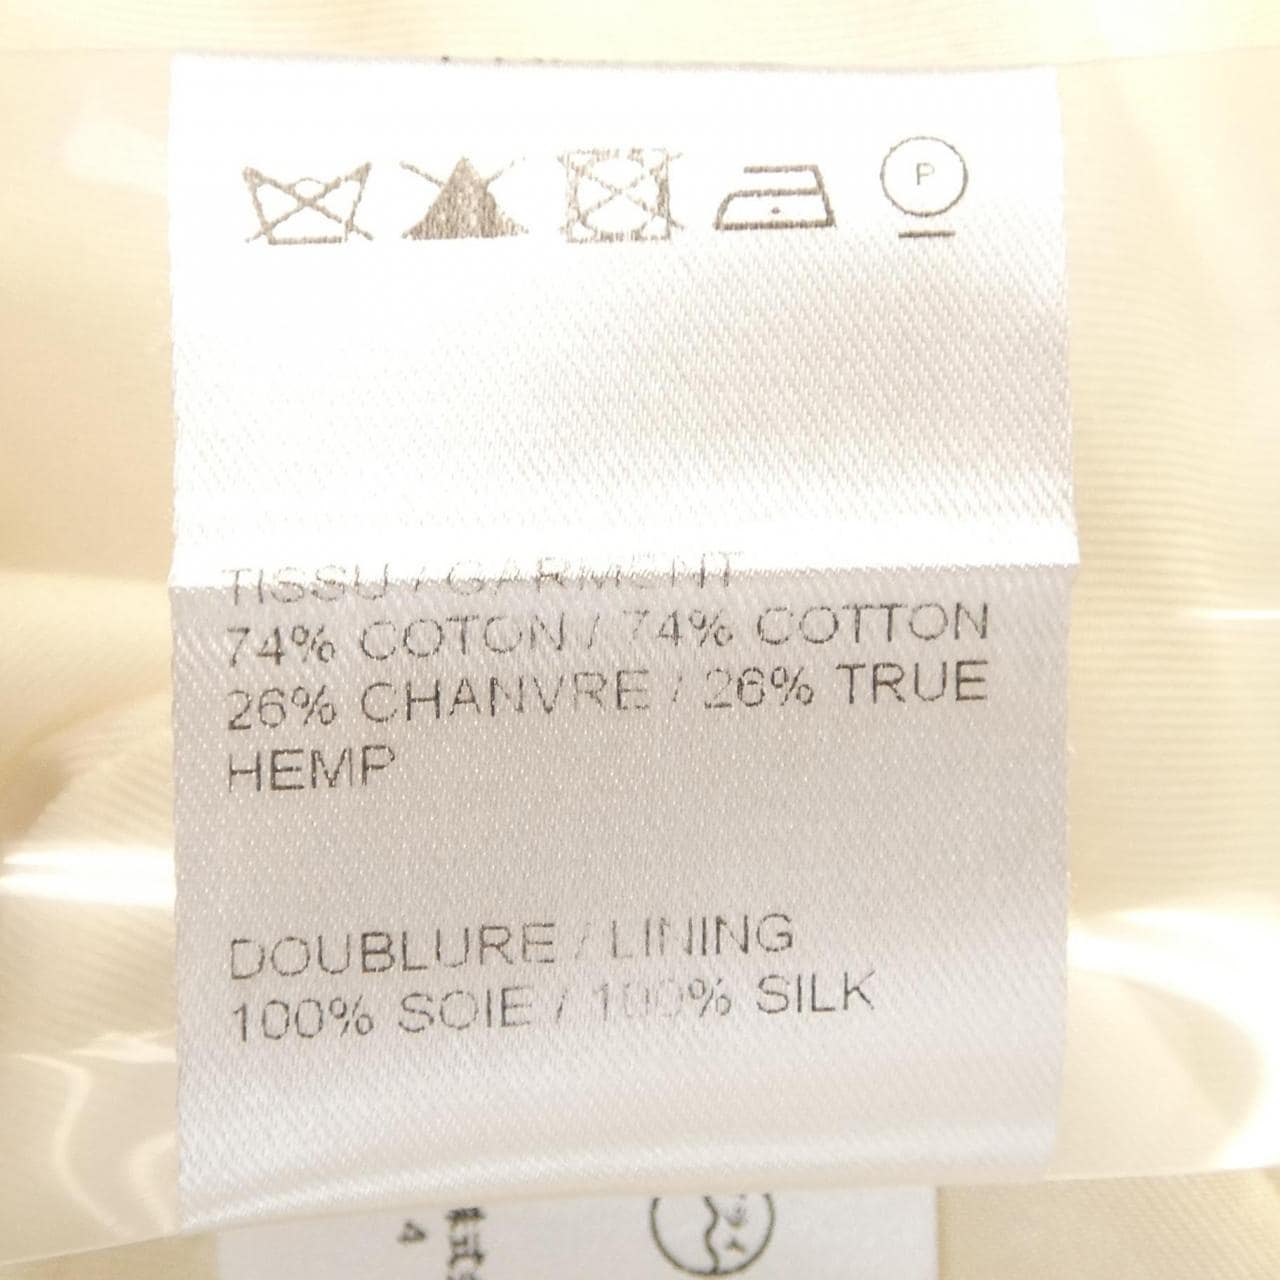 P
TISSU / GARMENT
74% COTON / 74% COTTON
26% CHANVRE / 26% TRUE
HEMP
DOUBLURE / LINING
100% SOIE / 100% SILK
4